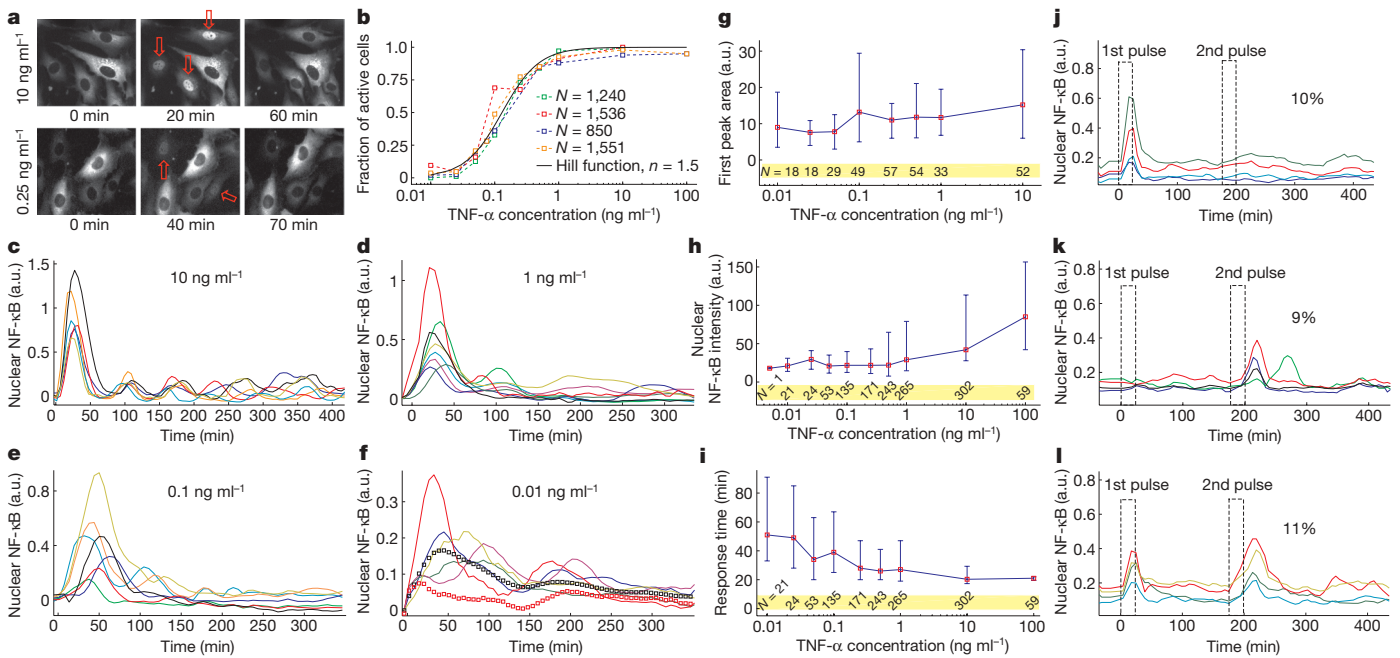 a
10 ng ml⁻¹
0 min
20 min
60 min
0.25 ng ml⁻¹
0 min
40 min
70 min
b
Fraction of active cells
1.0
0.75
0.50
0.25
0
N = 1,240
N = 1,536
N = 850
N = 1,551
Hill function, n = 1.5
0.01
0.1
1
10
100
TNF-α concentration (ng ml⁻¹)
c
Nuclear NF-κB (a.u.)
10 ng ml⁻¹
1.5
1
0.5
0
0 50 100 150 200 250 300 350 400
Time (min)
d
Nuclear NF-κB (a.u.)
1 ng ml⁻¹
1
0.5
0
0 50 100 150 200 250 300
Time (min)
e
Nuclear NF-κB (a.u.)
0.1 ng ml⁻¹
0.8
0.4
0
0 50 100 150 200 250 300
Time (min)
f
Nuclear NF-κB (a.u.)
0.01 ng ml⁻¹
0.3
0.2
0.1
0
0 50 100 150 200 250 300
Time (min)
g
First peak area (a.u.)
40
30
20
10
0
N = 18 18 29 49 57 54 33 52
0.01 0.1 1 10
TNF-α concentration (ng ml⁻¹)
h
Nuclear
NF-κB intensity (a.u.)
150
100
50
0
N = 1 21 24 53 135 171 243 265 302 59
0.01 0.1 1 10 100
TNF-α concentration (ng ml⁻¹)
i
Response time (min)
80
60
40
20
0
N = 21 24 53 135 171 243 265 302 59
0.01 0.1 1 10 100
TNF-α concentration (ng ml⁻¹)
j
Nuclear NF-κB (a.u.)
1st pulse
2nd pulse
10%
0.8
0.6
0.4
0.2
0 100 200 300 400
Time (min)
k
Nuclear NF-κB (a.u.)
1st pulse
2nd pulse
9%
0.8
0.6
0.4
0.2
0
0 100 200 300 400
Time (min)
l
Nuclear NF-κB (a.u.)
1st pulse
2nd pulse
11%
0.8
0.6
0.4
0.2
0
0 100 200 300 400
Time (min)